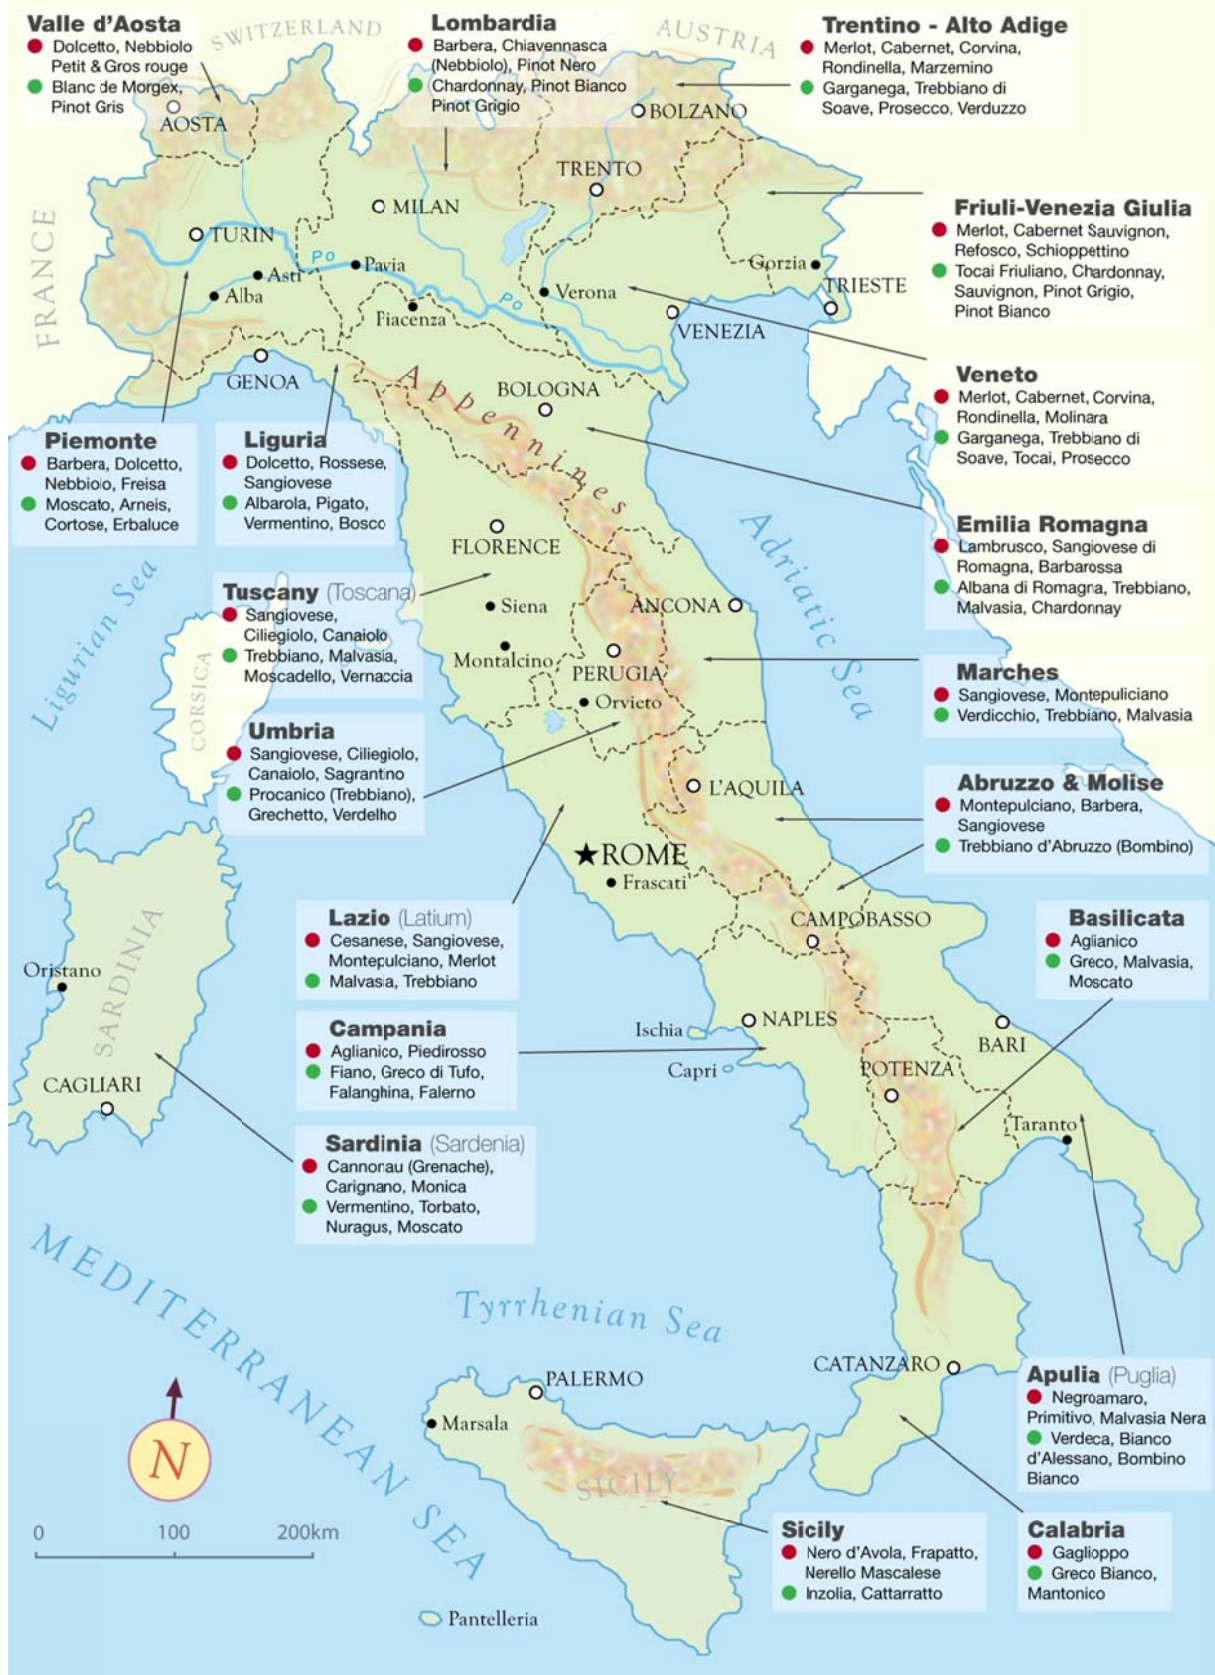 Valle d'Aosta
Dolcetto, Nebbiolo
Petit & Gros rouge
Blanc de Morgex,
Pinot Gris
SWITZERLAND
Lombardia
Barbera, Chiavennasca
(Nebbiolo), Pinot Nero
Chardonnay, Pinot Bianco
Pinot Grigio
AUSTRIA
Trentino - Alto Adige
Merlot, Cabernet, Corvina,
Rondinella, Marzemino
Garganega, Trebbiano di
Soave, Prosecco, Verduzzo
AOSTA
BOLZANO
TRENTO
MILAN
TURIN
FRANCE
Po
Pavia
Asti
Alba
Po
Verona
Piacenza
Gorzia
TRIESTE
VENEZIA
Friuli-Venezia Giulia
Merlot, Cabernet Sauvignon,
Refosco, Schioppettino
Tocai Friuliano, Chardonnay,
Sauvignon, Pinot Grigio,
Pinot Bianco
GENOA
Appennines
BOLOGNA
Veneto
Merlot, Cabernet, Corvina,
Rondinella, Molinara
Garganega, Trebbiano di
Soave, Tocai, Prosecco
Piemonte
Barbera, Dolcetto,
Nebbiolo, Freisa
Moscato, Arneis,
Cortose, Erbaluce
Liguria
Dolcetto, Rossese,
Sangiovese
Albarola, Pigato,
Vermentino, Bosco
FLORENCE
Adriatic Sea
Emilia Romagna
Lambrusco, Sangiovese di
Romagna, Barbarossa
Albana di Romagna, Trebbiano,
Malvasia, Chardonnay
Ligurian Sea
Tuscany (Toscana)
Sangiovese,
Ciliegiolo, Canaiolo
Trebbiano, Malvasia,
Moscadello, Vernaccia
Siena
Montalcino
ANCONA
PERUGIA
Orvieto
CORSICA
Marches
Sangiovese, Montepuliciano
Verdicchio, Trebbiano, Malvasia
Umbria
Sangiovese, Ciliegiolo,
Canaiolo, Sagrantino
Procanico (Trebbiano),
Grechetto, Verdelho
L'AQUILA
Abruzzo & Molise
Montepulciano, Barbera,
Sangiovese
Trebbiano d'Abruzzo (Bombino)
ROME
Frascati
Lazio (Latium)
Cesanese, Sangiovese,
Montepulciano, Merlot
Malvasia, Trebbiano
CAMPOBASSO
Basilicata
Aglianico
Greco, Malvasia,
Moscato
Oristano
SARDINIA
CAGLIARI
Campania
Aglianico, Piedirosso
Fiano, Greco di Tufo,
Falanghina, Falerno
Ischia
NAPLES
Capri
BARI
POTENZA
Taranto
Sardinia (Sardenia)
Cannonau (Grenache),
Carignano, Monica
Vermentino, Torbato,
Nuragus, Moscato
MEDITERRANEAN SEA
Tyrrhenian Sea
CATANZARO
PALERMO
Marsala
SICILY
Apulia (Puglia)
Negroamaro,
Primitivo, Malvasia Nera
Verdeca, Bianco
d'Alessano, Bombino
Bianco
N
0 100 200km
Sicily
Nero d'Avola, Frapatto,
Nerello Mascalese
Inzolia, Cattarratto
Calabria
Gaglioppo
Greco Bianco,
Mantonico
Pantelleria